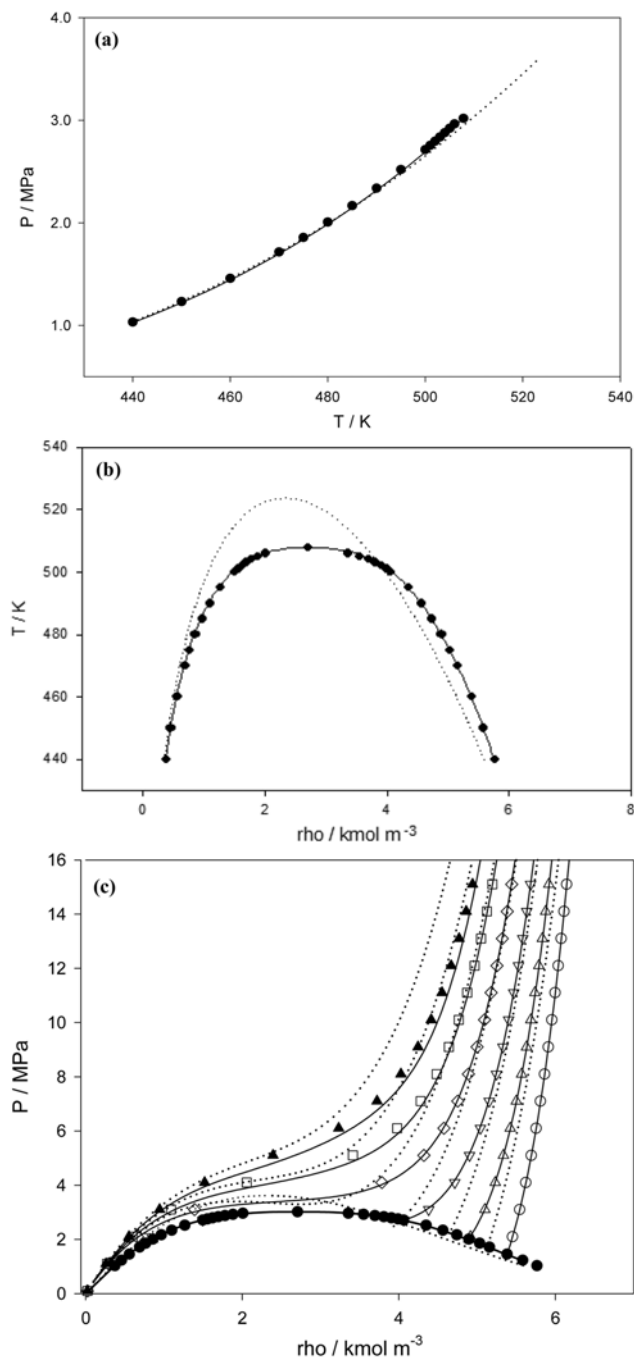 (a)
4.0
3.0
2.0
1.0
P / MPa
440 460 480 500 520 540
T / K
(b)
540
520
500
480
460
440
T / K
0 2 4 6 8
rho / kmol m⁻³
(c)
16
14
12
10
8
6
4
2
0
P / MPa
0 2 4 6
rho / kmol m⁻³